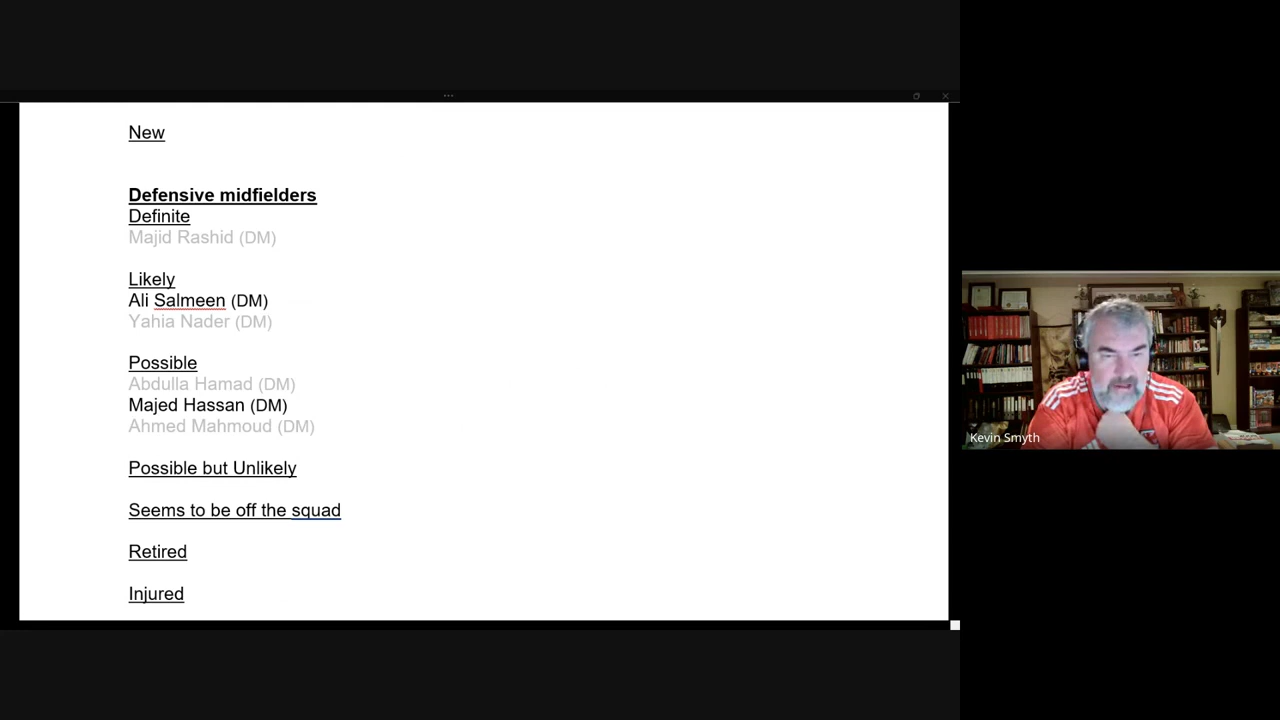 New
Defensive midfielders
Definite
Majid Rashid (DM)
Likely
Ali Salmeen (DM)
Yahia Nader (DM)
Possible
Abdulla Hamad (DM)
Majed Hassan (DM)
Ahmed Mahmoud (DM)
Possible but Unlikely
Seems to be off the squad
Retired
Injured
Kevin Smyth